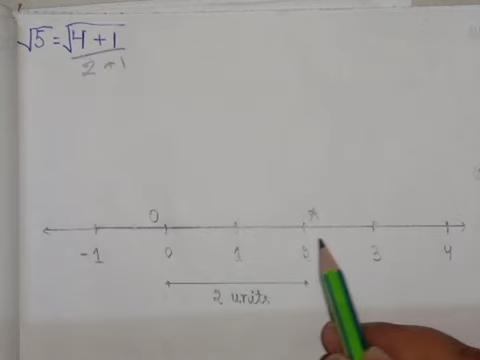 √5 = √4 + 1
2 1
O A
-1 0 1 2 3 4
2 units